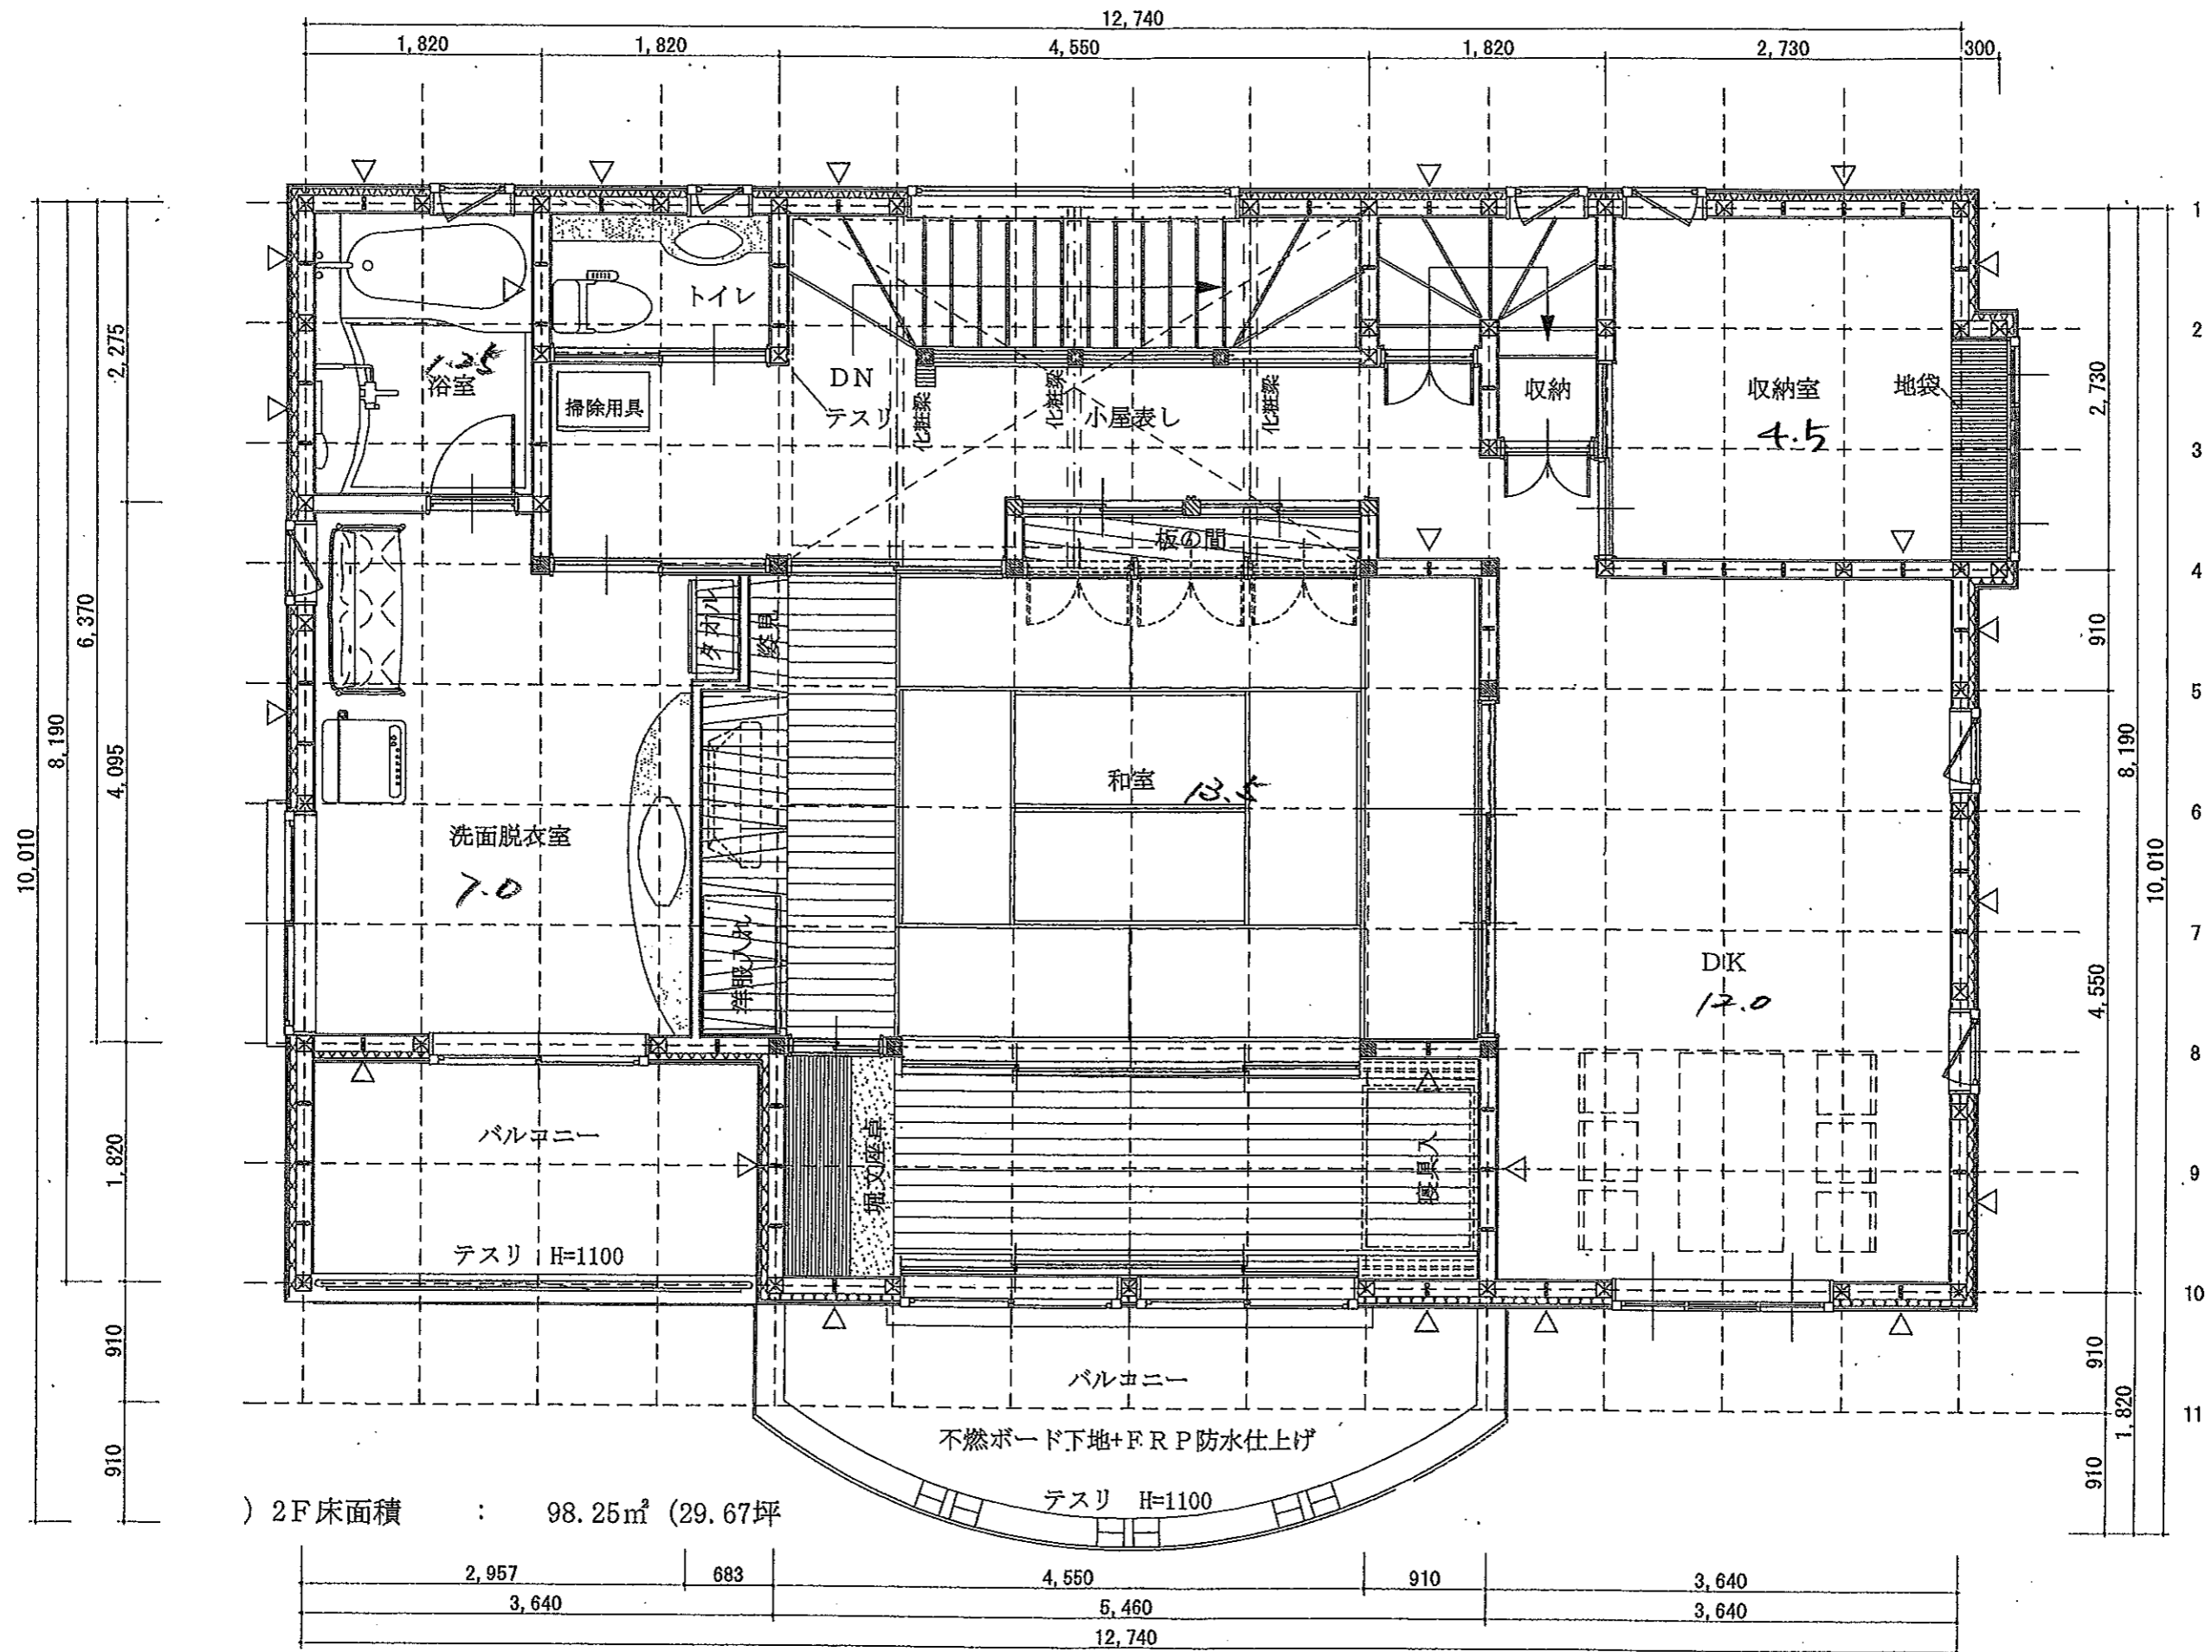 12,740
1,820
1,820
4,550
1,820
2,730
300
1
2
3
4
5
6
7
8
9
10
11
2,275
6,370
8,190
10,010
4,095
1,820
910
910
2,730
910
8,190
10,010
4,550
910
1,820
910
トイレ
1.25
浴室
掃除用具
DN
テスリ
化粧梁
化粧梁
小屋表し
化粧梁
収納
収納室
4.5
地袋
板の間
タオル
姿見
和室 13.5
洗面脱衣室
7.0
洋服入れ
DK
12.0
バルコニー
テスリ H=1100
堀文座卓
寝具入
バルコニー
不燃ボード下地+FRP防水仕上げ
テスリ H=1100
) 2F床面積 : 98.25㎡ (29.67坪
2,957
683
4,550
910
3,640
3,640
5,460
3,640
12,740